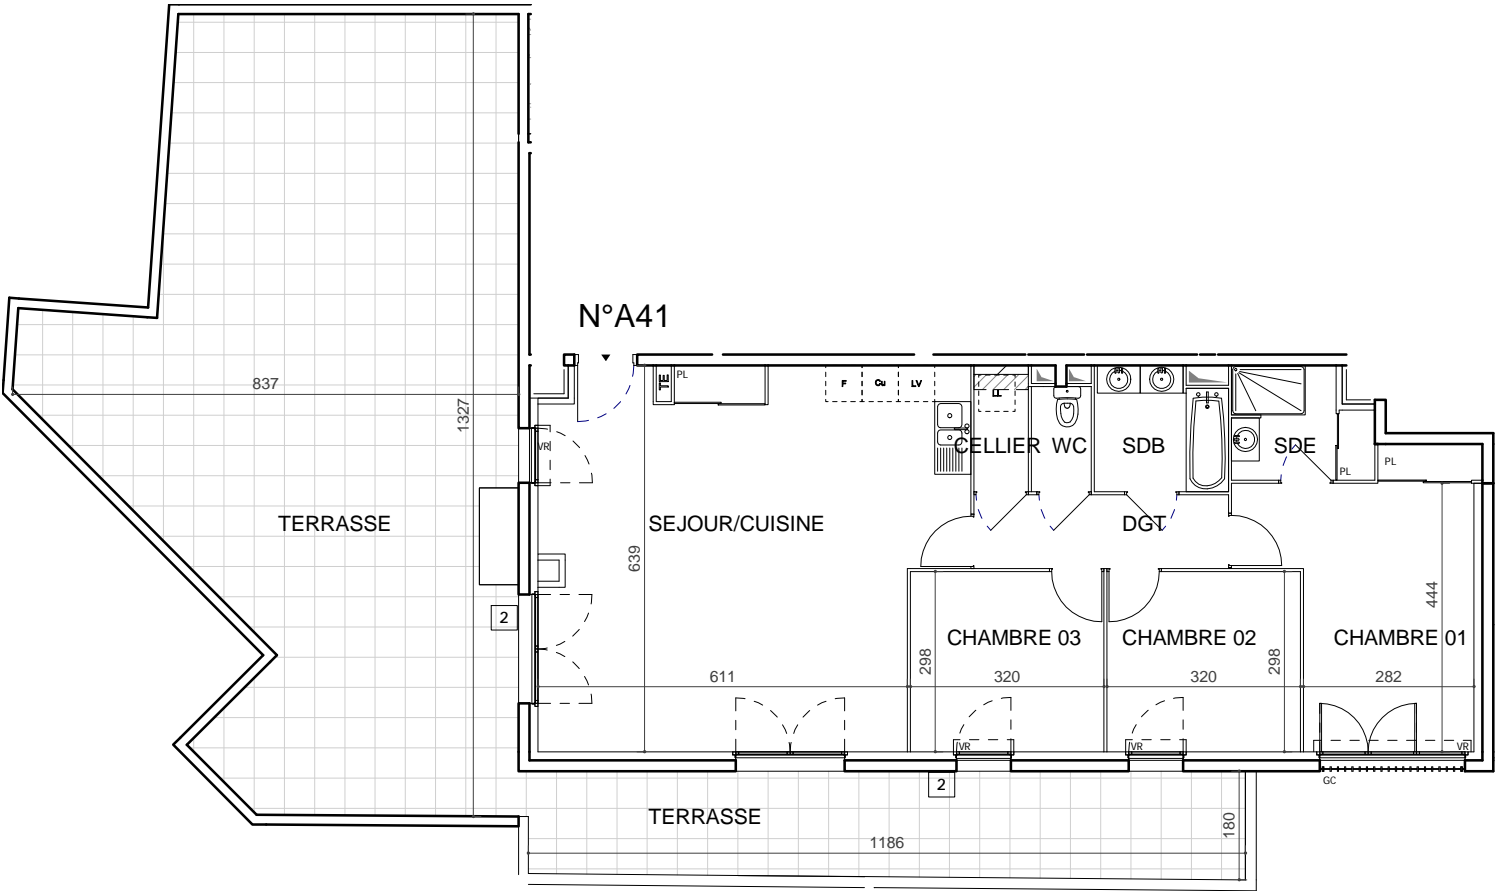 N°A41
TE
PL
F
Cu
LV
LL
837
1327
VR
CELLIER
WC
SDB
SDE
PL
PL
TERRASSE
SEJOUR/CUISINE
DGT
639
444
2
CHAMBRE 03
CHAMBRE 02
CHAMBRE 01
298
298
611
320
320
282
VR
VR
VR
GC
2
TERRASSE
180
1186